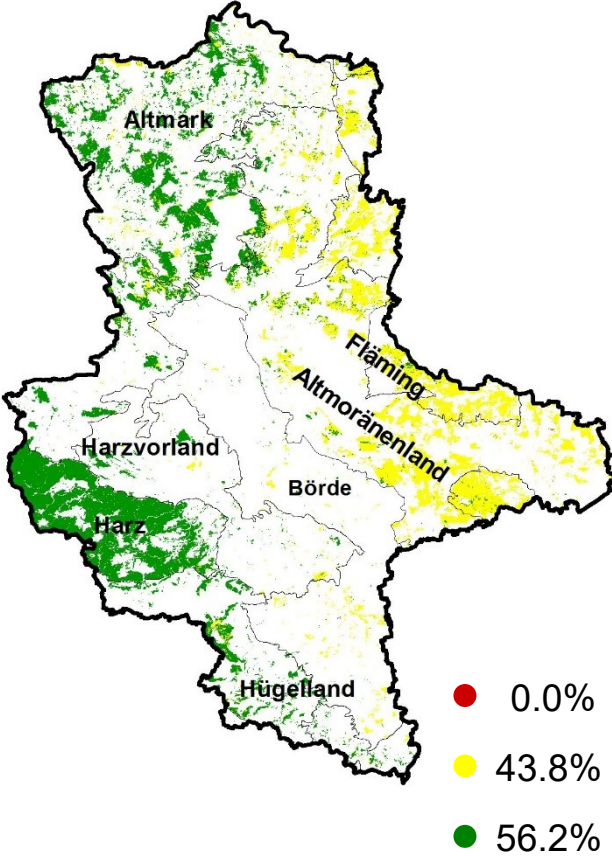 Altmark
Fläming
Altmoränenland
Harzvorland
Börde
Harz
Hügelland
0.0%
43.8%
56.2%